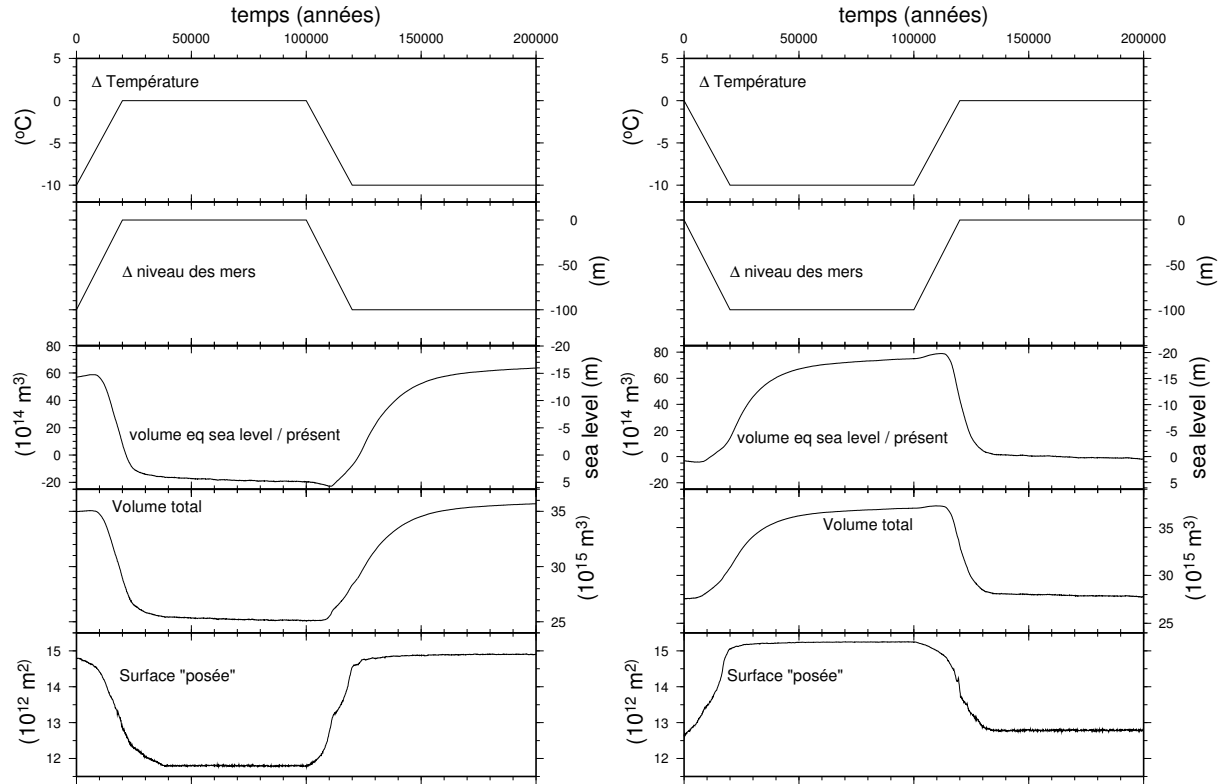 temps (années)
0 50000 100000 150000 200000
5
0
-5
-10
(ºC)
Δ Température
0
-50
-100
(m)
Δ niveau des mers
80
60
40
20
0
-20
(10¹⁴ m³)
-20
-15
-10
-5
0
5
sea level (m)
volume eq sea level / présent
35
30
25
(10¹⁵ m³)
Volume total
15
14
13
12
(10¹² m²)
Surface "posée"
temps (années)
0 50000 100000 150000 200000
5
0
-5
-10
(ºC)
Δ Température
0
-50
-100
(m)
Δ niveau des mers
80
60
40
20
0
-20
(10¹⁴ m³)
-20
-15
-10
-5
0
5
sea level (m)
volume eq sea level / présent
35
30
25
(10¹⁵ m³)
Volume total
15
14
13
12
(10¹² m²)
Surface "posée"